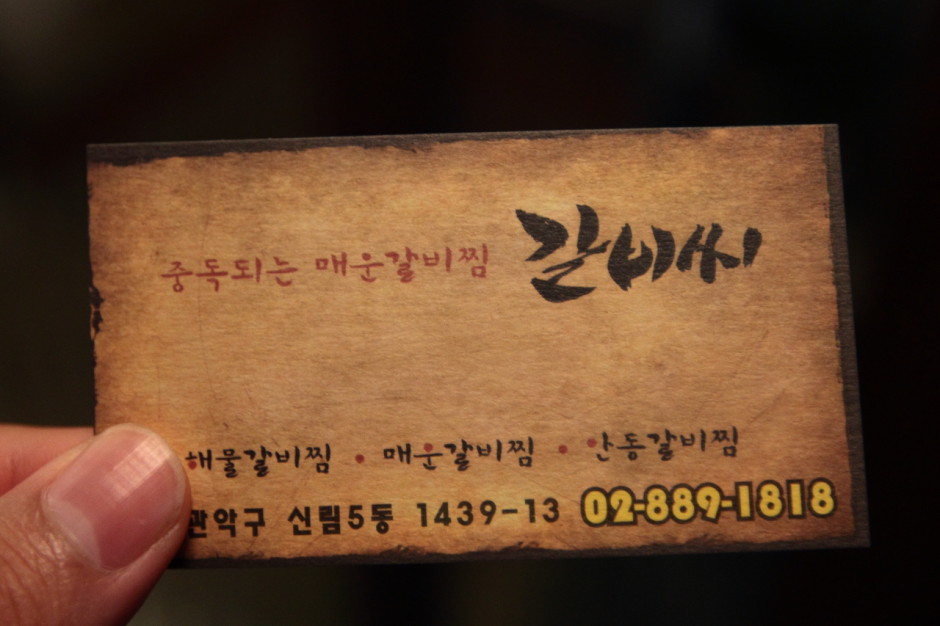 중독되는 매운갈비찜 갈비씨
해물갈비찜 • 매운갈비찜 • 안동갈비찜
관악구 신림5동 1439-13 02-889-1818